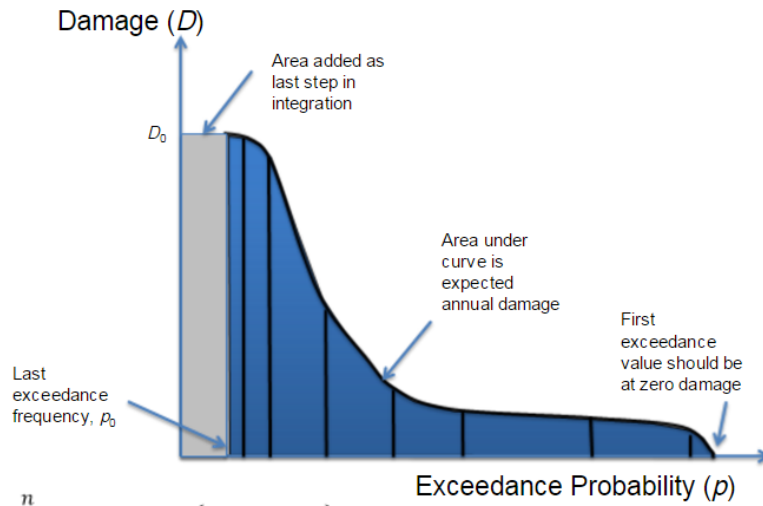 Damage (D)
Area added as
last step in
integration
D0
Area under
curve is
expected
annual damage
First
exceedance
value should be
at zero damage
Last
exceedance
frequency, p0
Exceedance Probability (p)
n